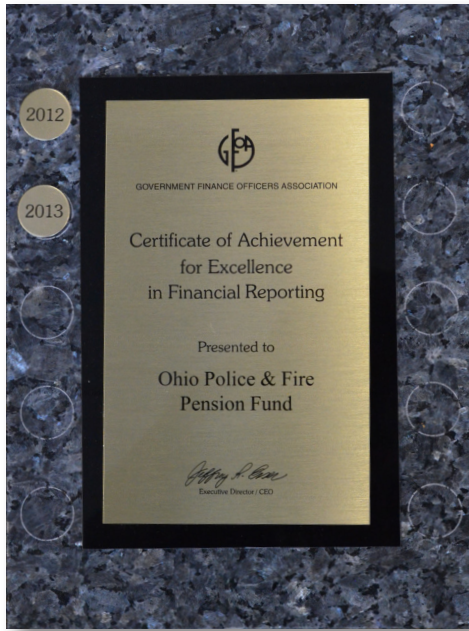 2012
2013
GFOA
GOVERNMENT FINANCE OFFICERS ASSOCIATION
Certificate of Achievement
for Excellence
in Financial Reporting
Presented to
Ohio Police & Fire
Pension Fund
Executive Director / CEO